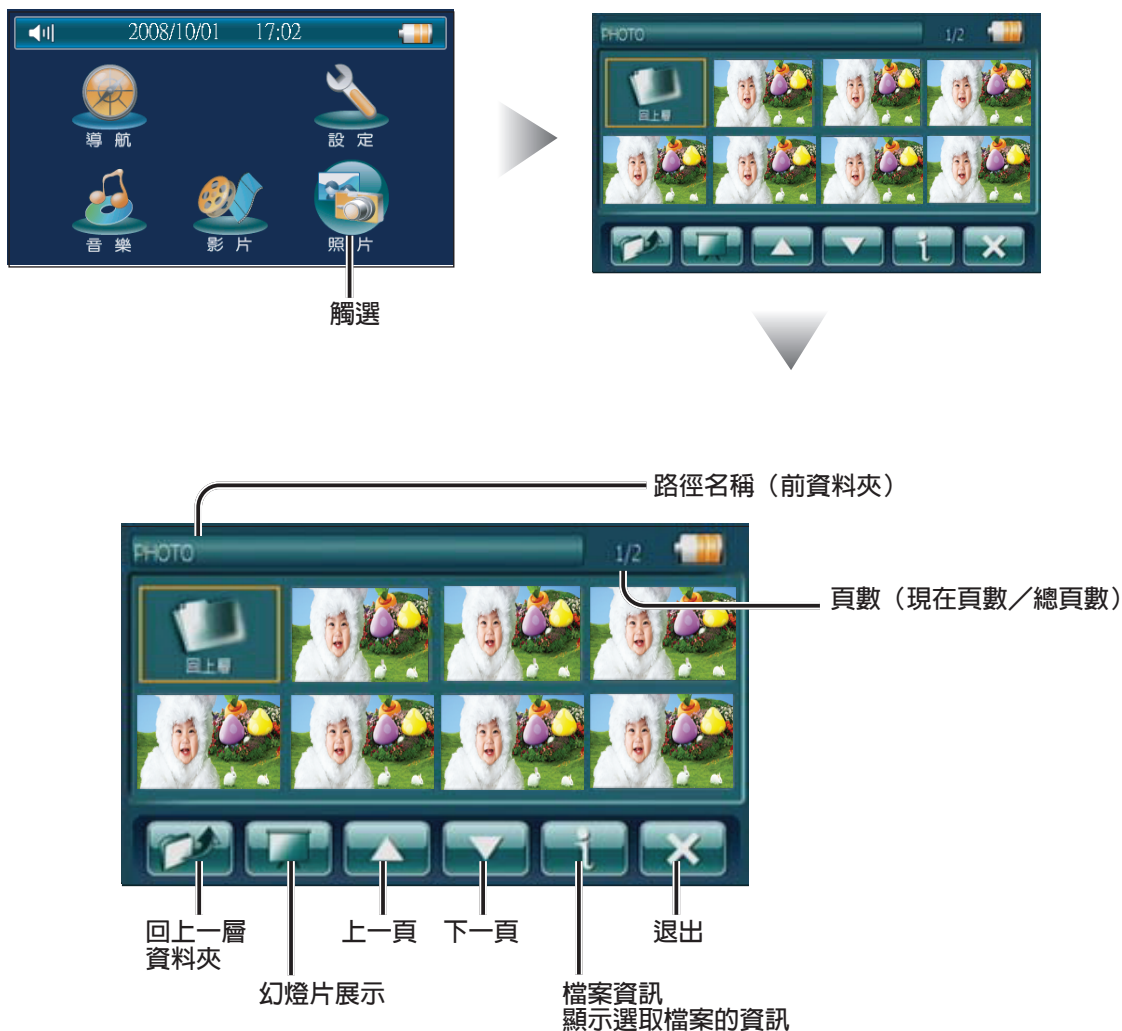 2008/10/01 17:02
導航
設定
音樂
影片
照片
觸選
PHOTO
1/2
回上層
i
路徑名稱（前資料夾）
PHOTO
1/2
頁數（現在頁數／總頁數）
回上層
i
回上一層
資料夾
上一頁
下一頁
退出
幻燈片展示
檔案資訊
顯示選取檔案的資訊